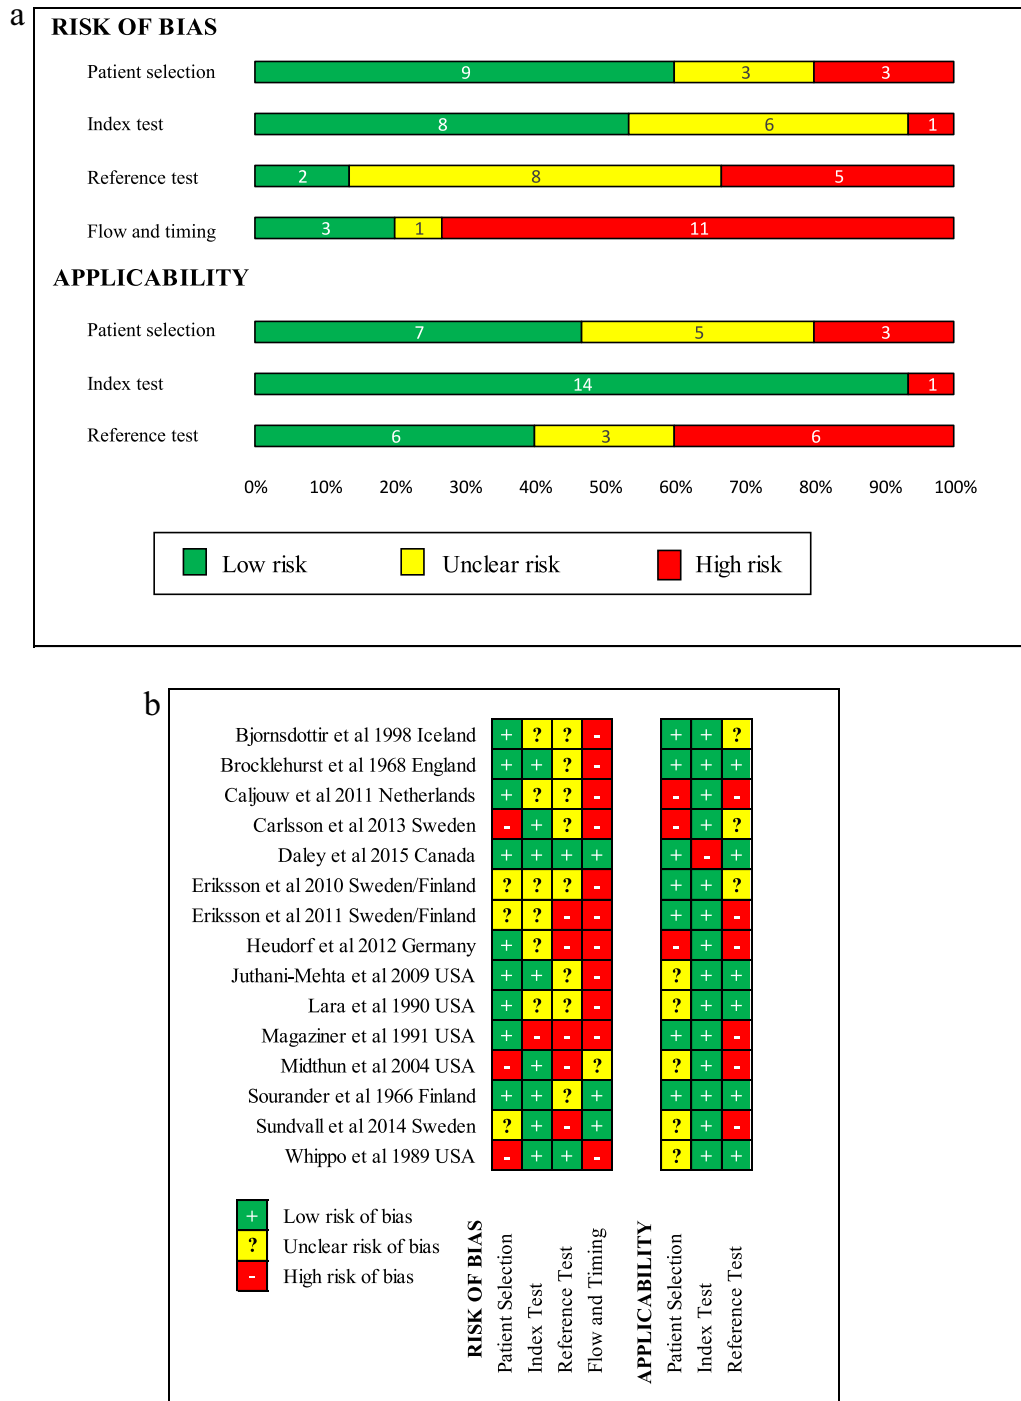 a
RISK OF BIAS
Patient selection 9 3 3
Index test 8 6 1
Reference test 2 8 5
Flow and timing 3 1 11
APPLICABILITY
Patient selection 7 5 3
Index test 14 1
Reference test 6 3 6
0% 10% 20% 30% 40% 50% 60% 70% 80% 90% 100%
Low risk Unclear risk High risk
b
Bjornsdottir et al 1998 Iceland + ? ? - + + ?
Brocklehurst et al 1968 England + + ? - + + +
Caljouw et al 2011 Netherlands + ? ? - - + -
Carlsson et al 2013 Sweden - + ? - - + ?
Daley et al 2015 Canada + + + + + - +
Eriksson et al 2010 Sweden/Finland ? ? ? - + + ?
Eriksson et al 2011 Sweden/Finland ? ? - - + + -
Heudorf et al 2012 Germany + ? - - - + -
Juthani-Mehta et al 2009 USA + + ? - ? + +
Lara et al 1990 USA + ? ? - ? + +
Magaziner et al 1991 USA + - - - + + -
Midthun et al 2004 USA - + - ? ? + -
Sourander et al 1966 Finland + + ? + + + +
Sundvall et al 2014 Sweden ? + - + ? + -
Whippo et al 1989 USA - + + - ? + +
+ Low risk of bias
? Unclear risk of bias
- High risk of bias
RISK OF BIAS
Patient Selection
Index Test
Reference Test
Flow and Timing
APPLICABILITY
Patient Selection
Index Test
Reference Test